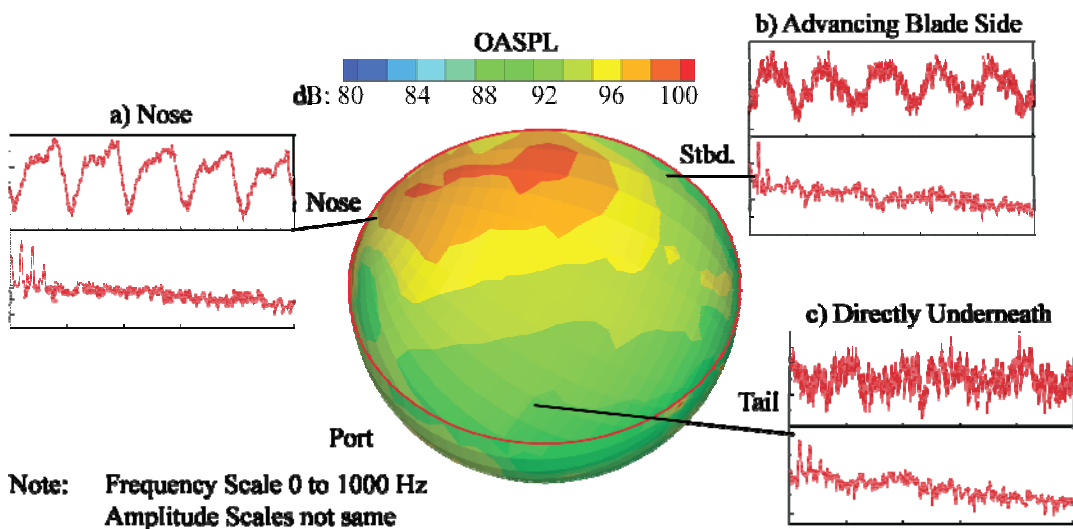 b) Advancing Blade Side
OASPL
dB: 80 84 88 92 96 100
a) Nose
Stbd.
Nose
c) Directly Underneath
Tail
Port
Note: Frequency Scale 0 to 1000 Hz
Amplitude Scales not same